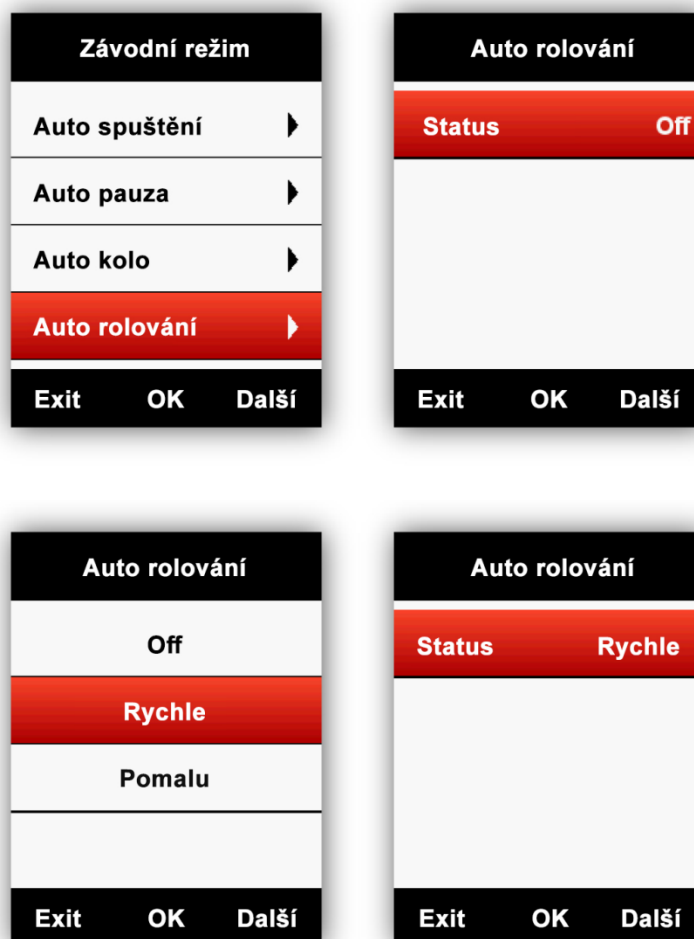 Závodní režim
Auto spuštění
Auto pauza
Auto kolo
Auto rolování
Exit OK Další
Auto rolování
Status Off
Exit OK Další
Auto rolování
Off
Rychle
Pomalu
Exit OK Další
Auto rolování
Status Rychle
Exit OK Další